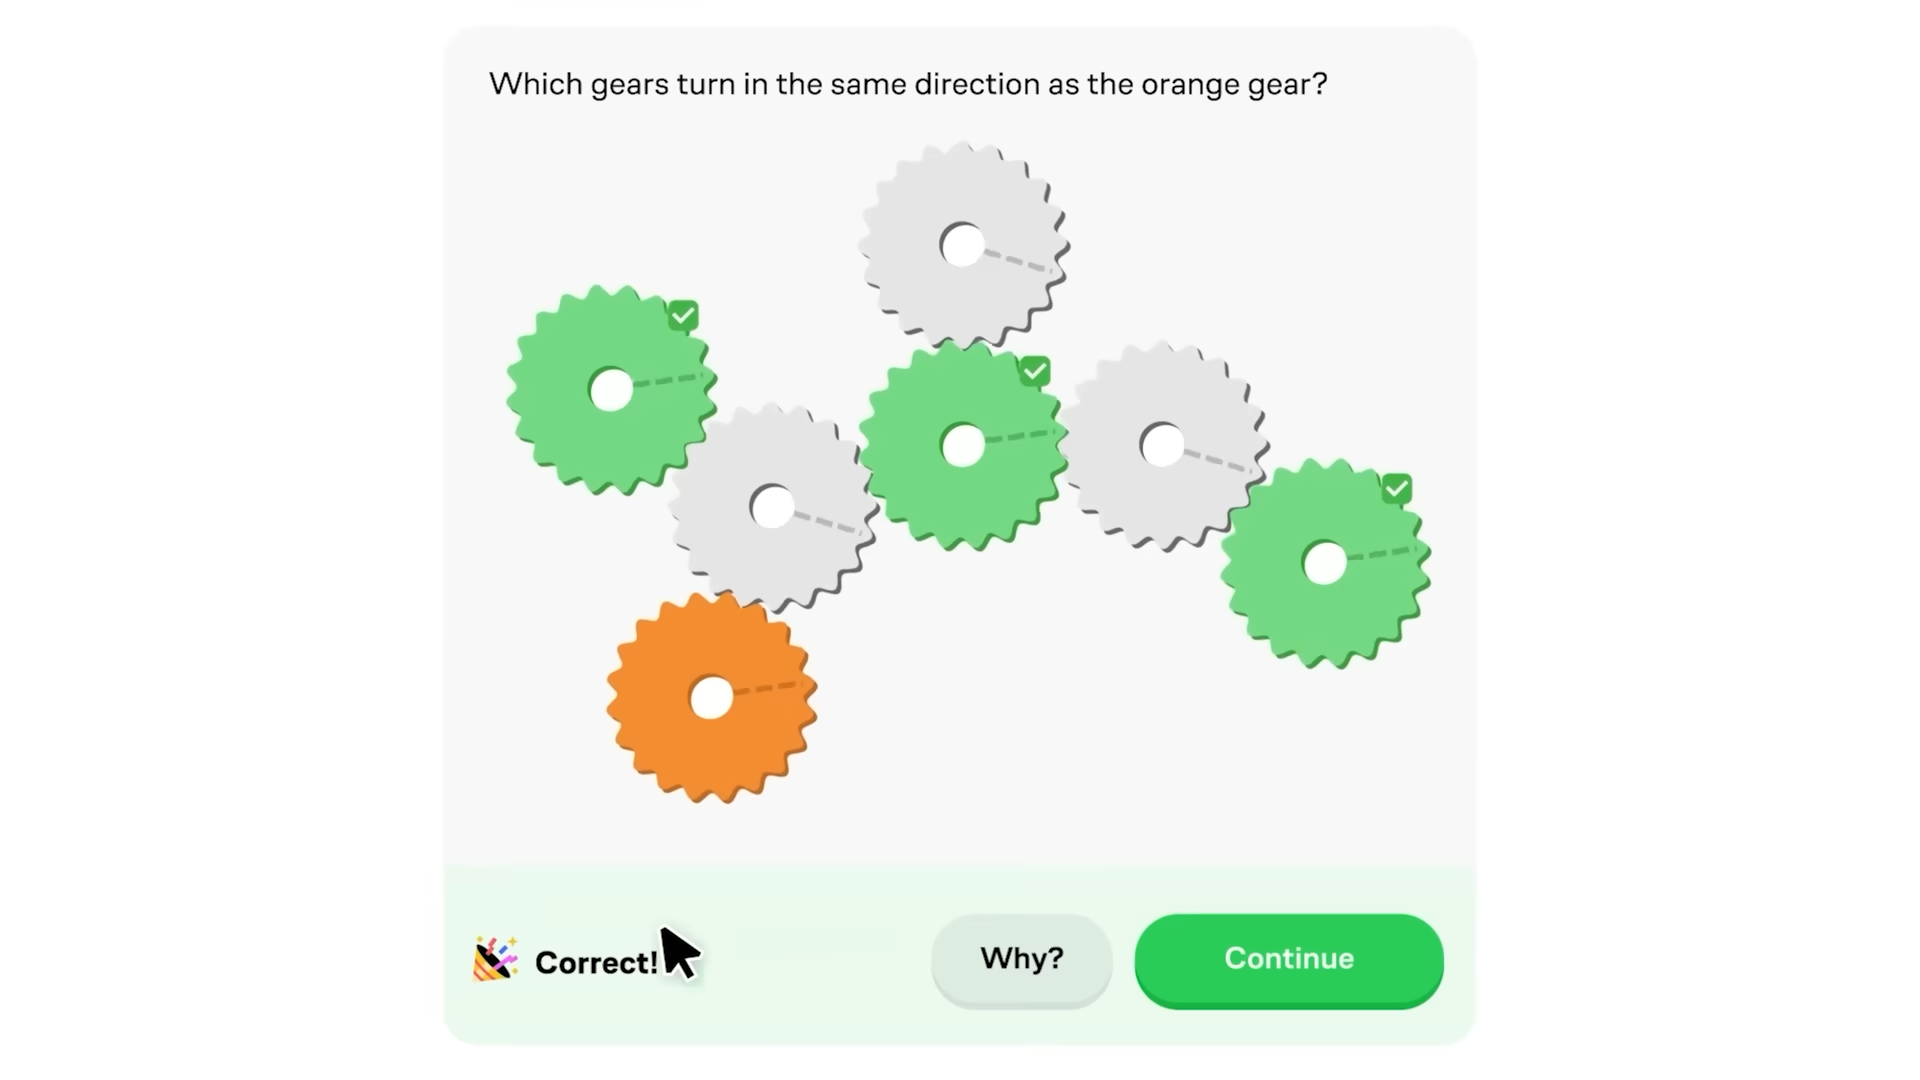 Which gears turn in the same direction as the orange gear?
Correct!
Why?
Continue